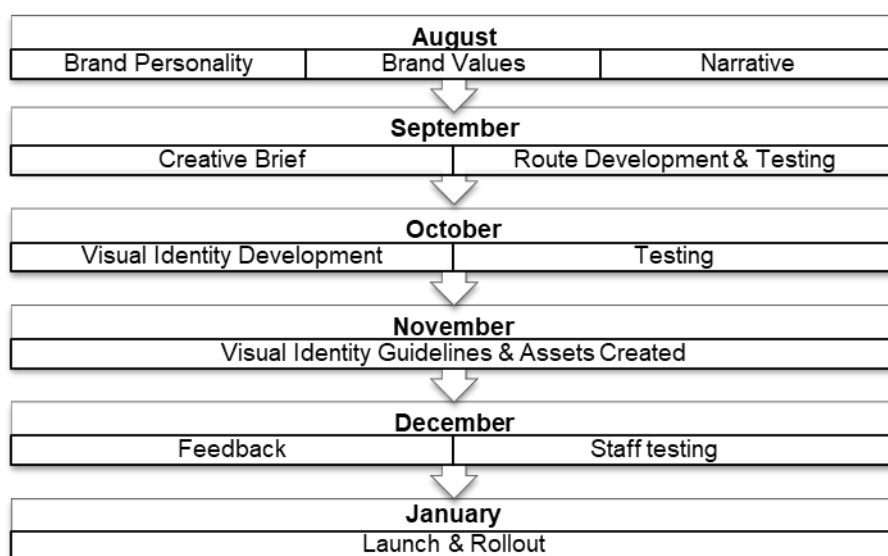 August
Brand Personality Brand Values Narrative
September
Creative Brief Route Development & Testing
October
Visual Identity Development Testing
November
Visual Identity Guidelines & Assets Created
December
Feedback Staff testing
January
Launch & Rollout